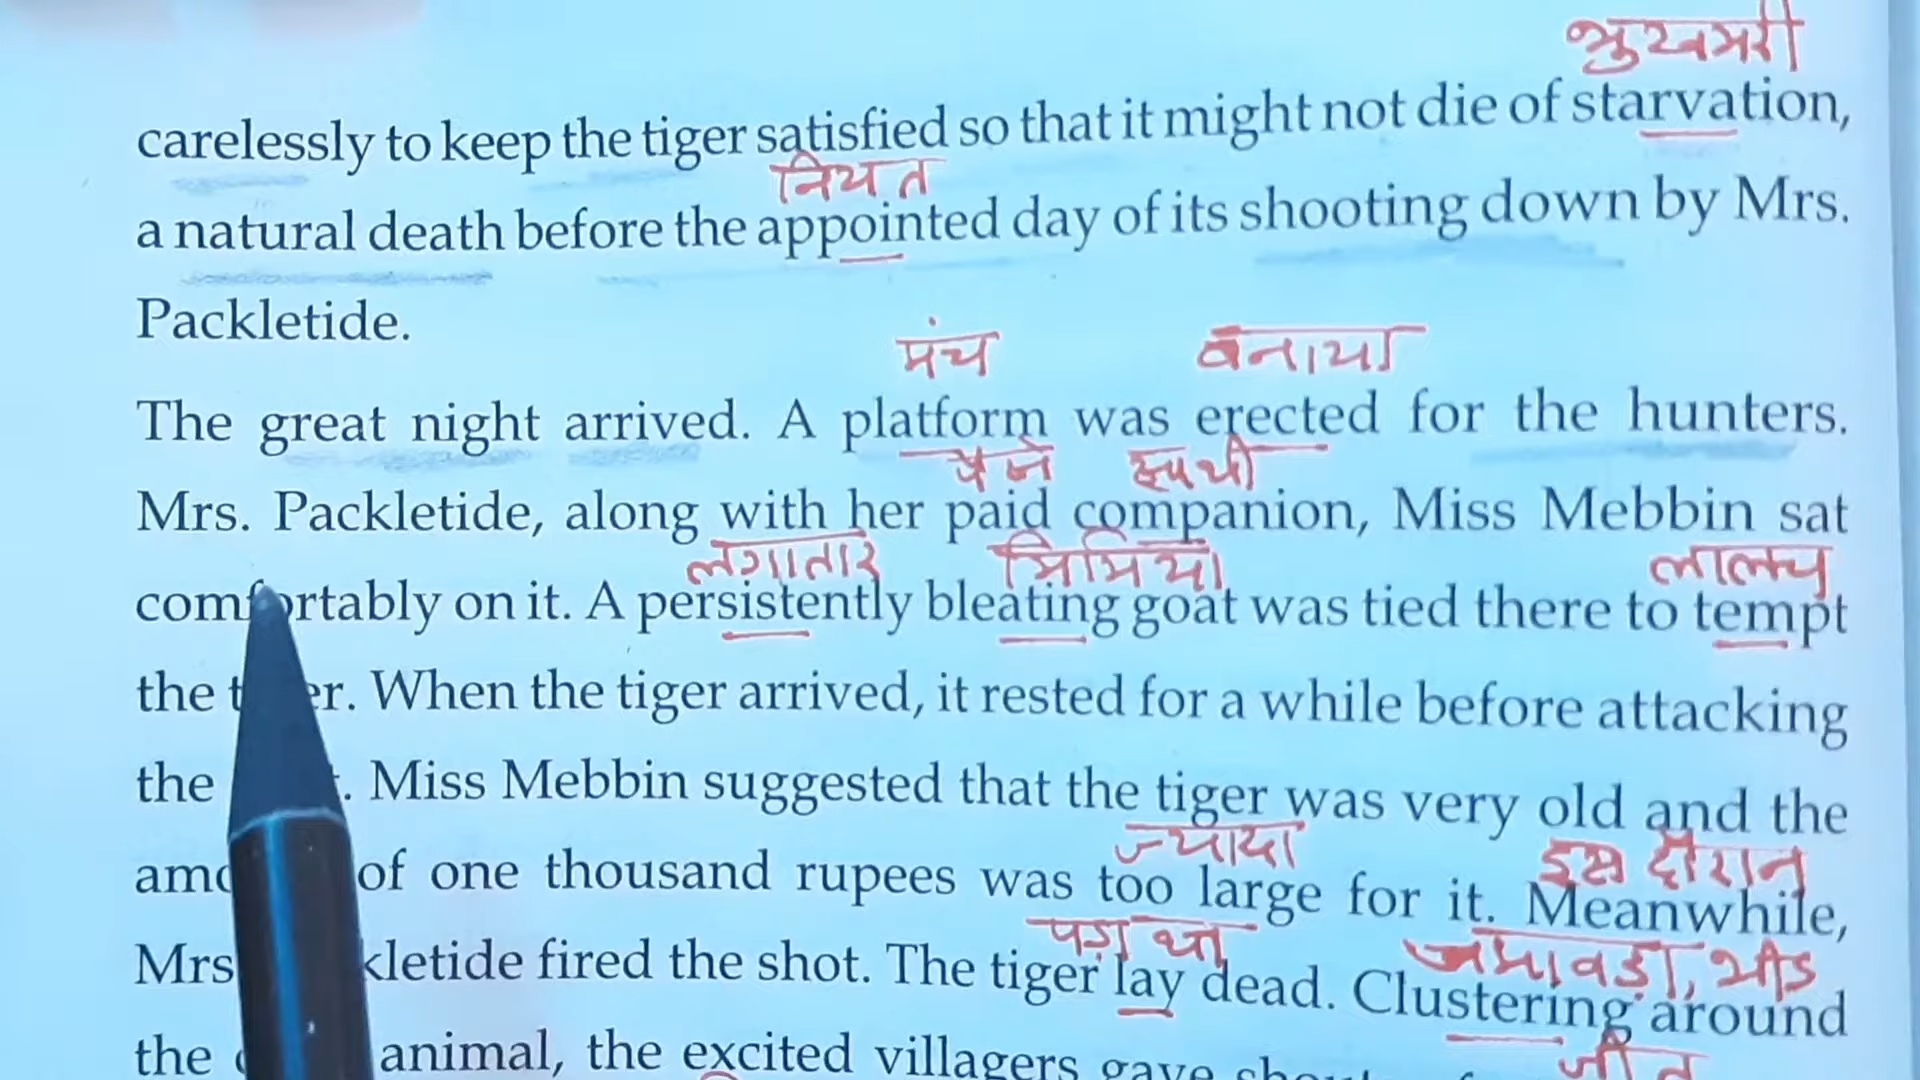 भुखमरी
carelessly to keep the tiger satisfied so that it might not die of starvation,
नियत
a natural death before the appointed day of its shooting down by Mrs.
Packletide.
मंच बनाया
The great night arrived. A platform was erected for the hunters.
साथी
Mrs. Packletide, along with her paid companion, Miss Mebbin sat
लगातार मिमिया लालच
comfortably on it. A persistently bleating goat was tied there to tempt
the er. When the tiger arrived, it rested for a while before attacking
the . Miss Mebbin suggested that the tiger was very old and the
ज्यादा इस दौरान
of one thousand rupees was too large for it. Meanwhile,
पड़ा था जमावड़ा, भीड
Mrs kletide fired the shot. The tiger lay dead. Clustering around
जीत
the animal, the excited villagers gave